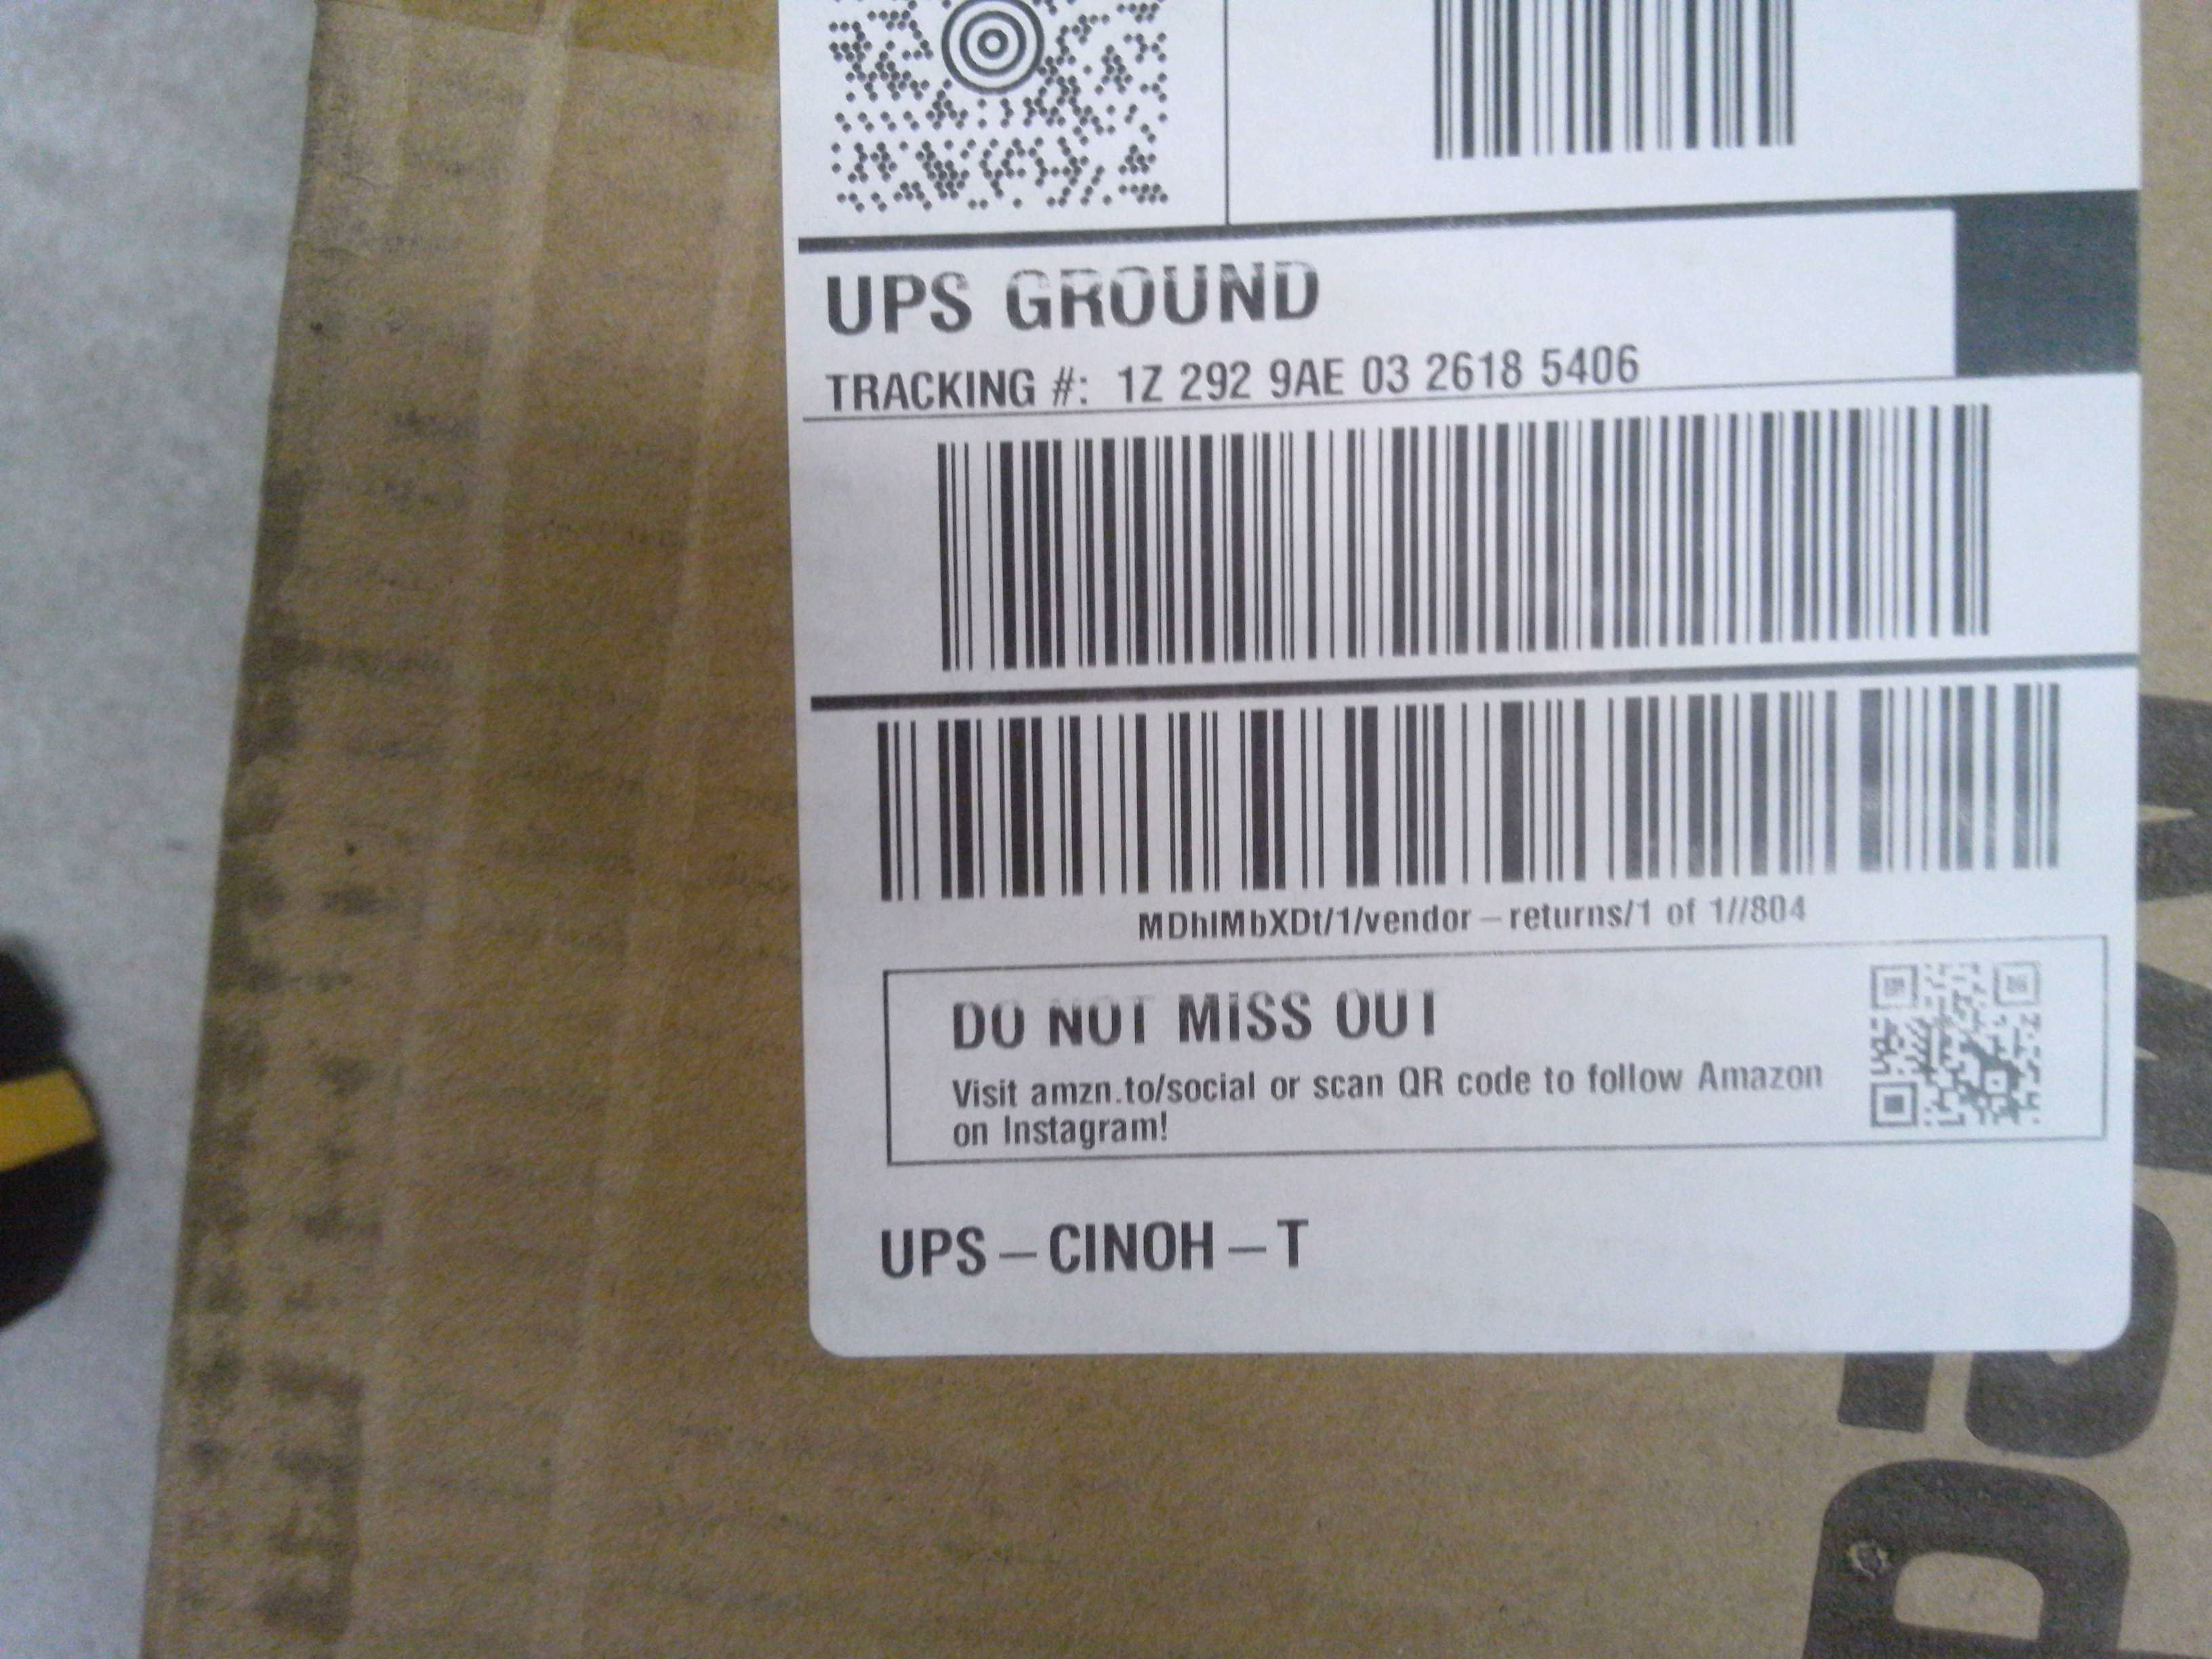 UPS GROUND
TRACKING #: 1Z 292 9AE 03 2618 5406
MDhlMbXDt/1/vendor-returns/1 of 1//804
DO NOT MISS OUT
Visit amzn.to/social or scan QR code to follow Amazon
on Instagram!
UPS-CINOH-T